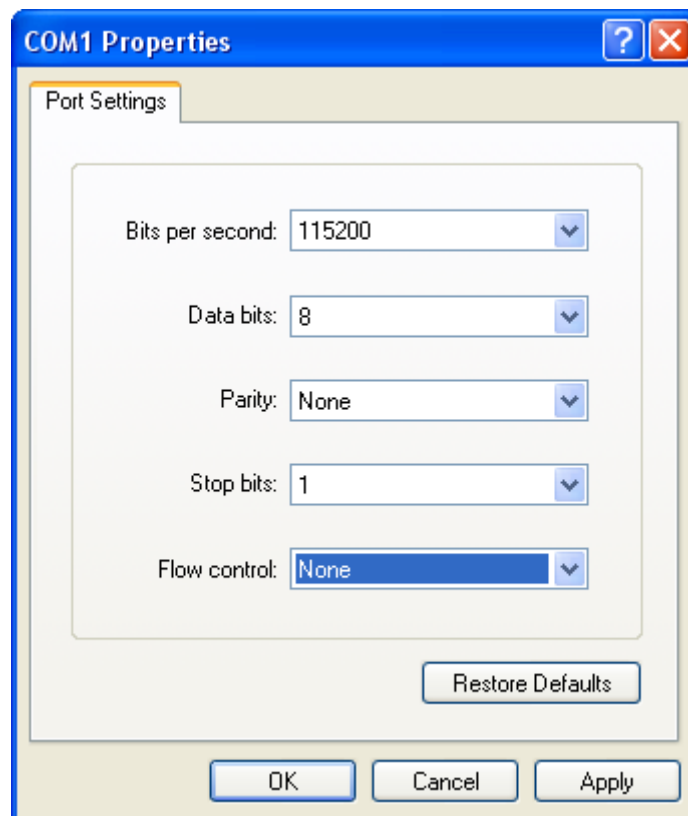 COM1 Properties
Port Settings
Bits per second: 115200
Data bits: 8
Parity: None
Stop bits: 1
Flow control: None
Restore Defaults
OK Cancel Apply